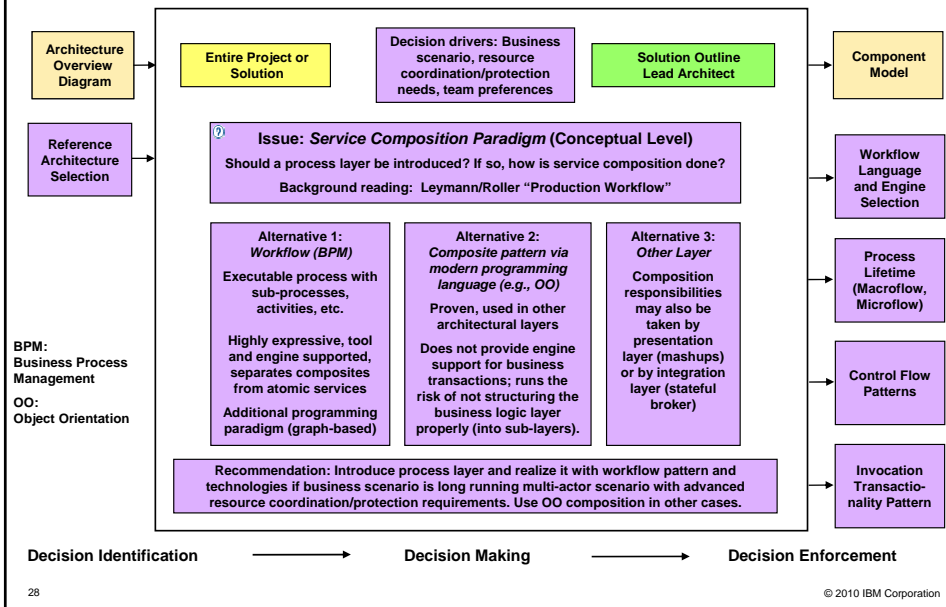 Architecture
Overview
Diagram
Entire Project or
Solution
Decision drivers: Business
scenario, resource
coordination/protection
needs, team preferences
Solution Outline
Lead Architect
Component
Model
Reference
Architecture
Selection
?
Issue: Service Composition Paradigm (Conceptual Level)
Should a process layer be introduced? If so, how is service composition done?
Background reading: Leymann/Roller “Production Workflow”
Workflow
Language
and Engine
Selection
Alternative 1:
Workflow (BPM)
Executable process with
sub-processes,
activities, etc.
Highly expressive, tool
and engine supported,
separates composites
from atomic services
Additional programming
paradigm (graph-based)
Alternative 2:
Composite pattern via
modern programming
language (e.g., OO)
Proven, used in other
architectural layers
Does not provide engine
support for business
transactions; runs the
risk of not structuring the
business logic layer
properly (into sub-layers).
Alternative 3:
Other Layer
Composition
responsibilities
may also be
taken by
presentation
layer (mashups)
or by integration
layer (stateful
broker)
Process
Lifetime
(Macroflow,
Microflow)
BPM:
Business Process
Management
OO:
Object Orientation
Control Flow
Patterns
Recommendation: Introduce process layer and realize it with workflow pattern and
technologies if business scenario is long running multi-actor scenario with advanced
resource coordination/protection requirements. Use OO composition in other cases.
Invocation
Transactio-
nality Pattern
Decision Identification
Decision Making
Decision Enforcement
28
© 2010 IBM Corporation